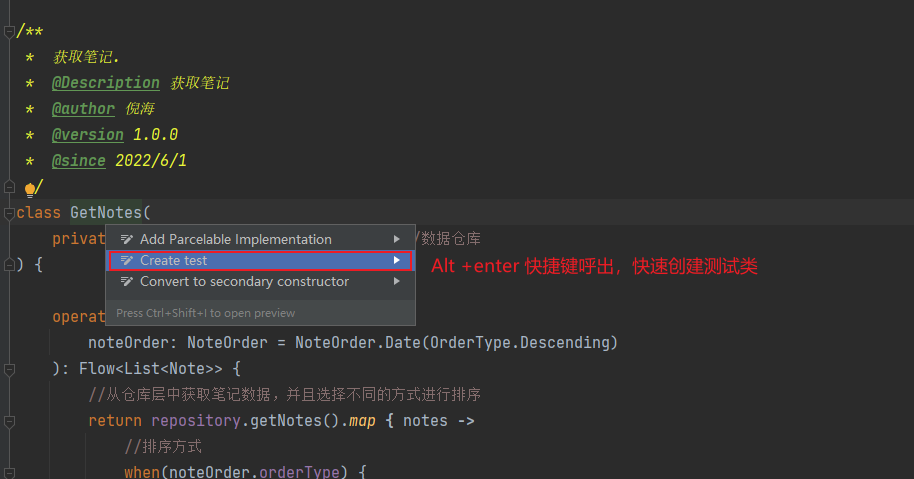 /**
* 获取笔记.
* @Description 获取笔记
* @author 倪海
* @version 1.0.0
* @since 2022/6/1
/
class GetNotes(
private /数据仓库
Add Parcelable Implementation
) {
Create test
Alt +enter 快捷键呼出，快速创建测试类
Convert to secondary constructor
Press Ctrl+Shift+I to open preview
operat
noteOrder: NoteOrder = NoteOrder.Date(OrderType.Descending)
): Flow<List<Note>> {
//从仓库层中获取笔记数据，并且选择不同的方式进行排序
return repository.getNotes().map { notes ->
//排序方式
when(noteOrder.orderType) {